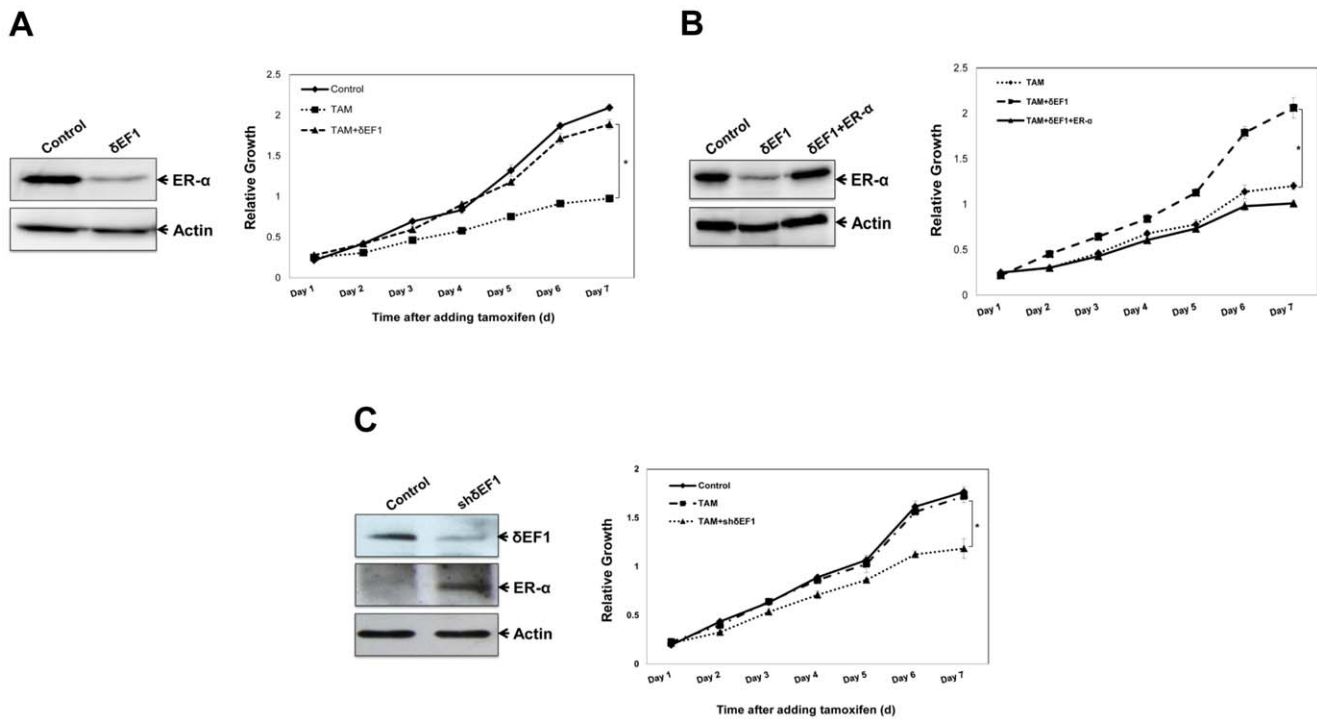 A
Control
δEF1
ER-α
Actin
2.5
2
1.5
1
0.5
0
Relative Growth
Control
TAM
TAM+δEF1
*
Day 1
Day 2
Day 3
Day 4
Day 5
Day 6
Day 7
Time after adding tamoxifen (d)
B
Control
δEF1
δEF1+ER-α
ER-α
Actin
2.5
2
1.5
1
0.5
0
Relative Growth
TAM
TAM+δEF1
TAM+δEF1+ER-α
*
Day 1
Day 2
Day 3
Day 4
Day 5
Day 6
Day 7
C
Control
shδEF1
δEF1
ER-α
Actin
2
1.5
1
0.5
0
Relative Growth
Control
TAM
TAM+shδEF1
*
Day 1
Day 2
Day 3
Day 4
Day 5
Day 6
Day 7
Time after adding tamoxifen (d)